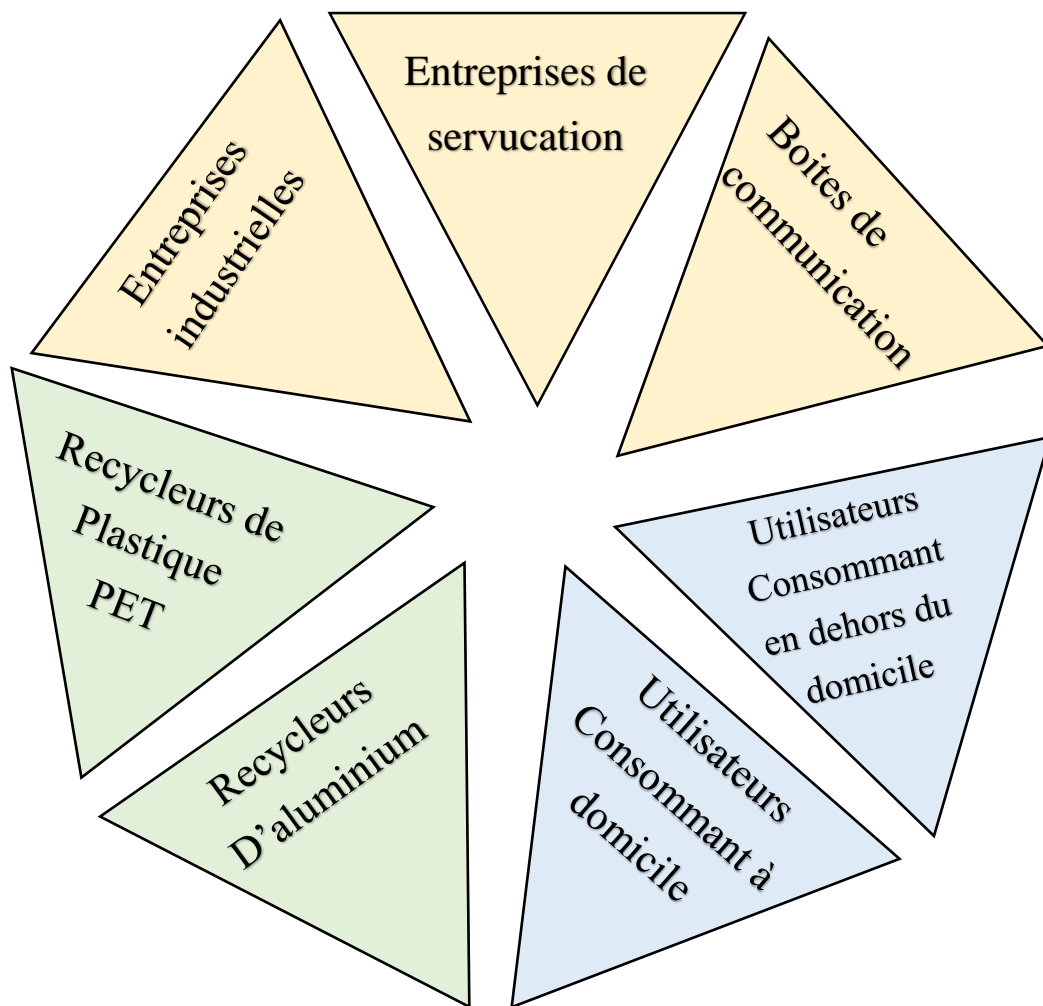 Entreprises de
servucation
Boites de
communication
Utilisateurs
Consommant
en dehors du
domicile
Utilisateurs
Consommant à
domicile
Recycleurs
D’aluminium
Recycleurs de
Plastique
PET
Entreprises
industrielles